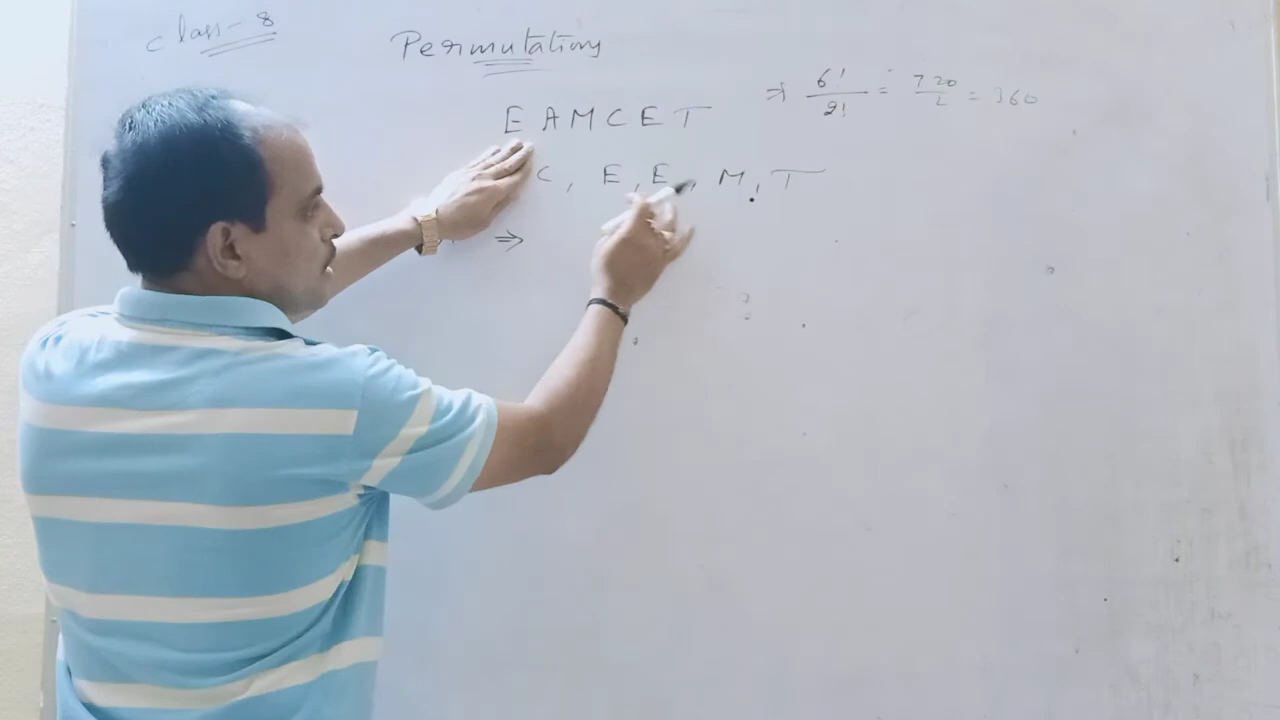 class-8
Permutations
EAMCET
⇒ 6!/2! = 720/2 = 360
C, E, E, M, T
⇒